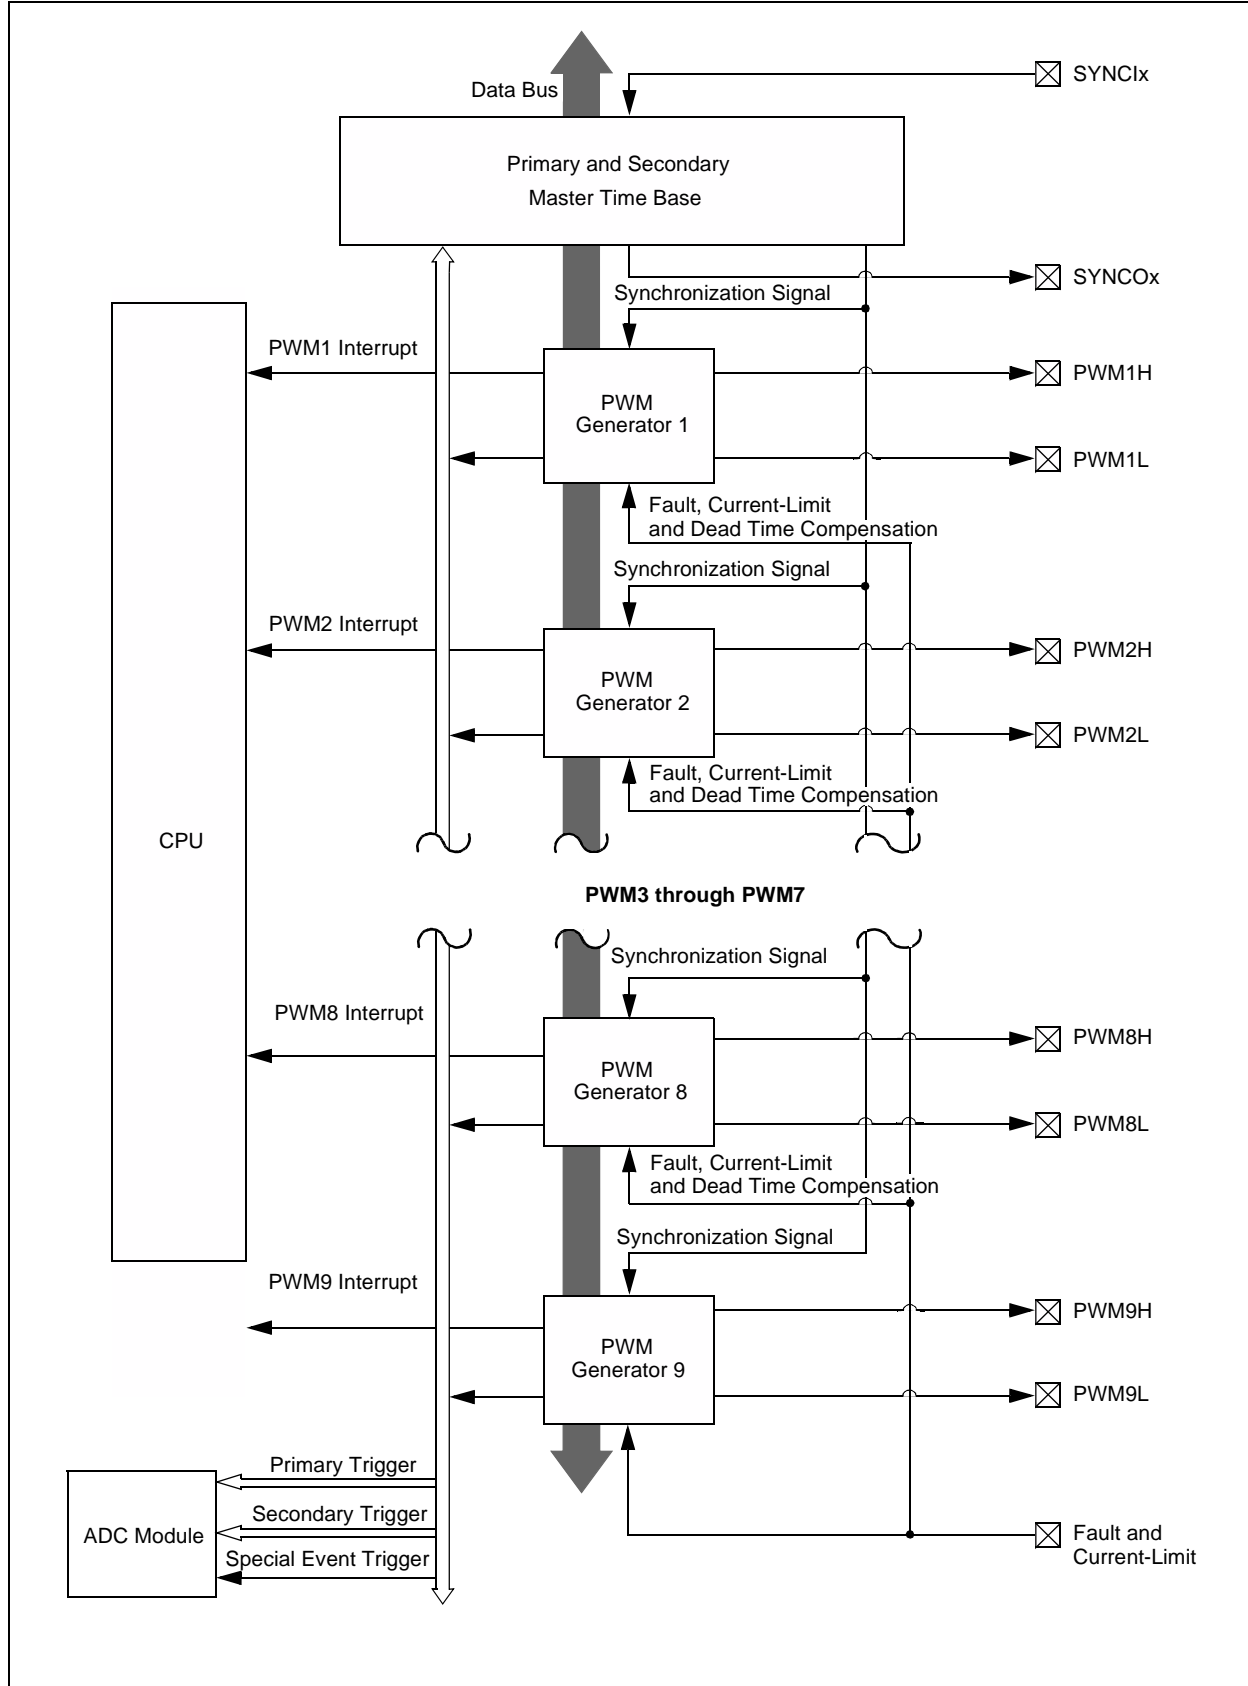 SYNCIx
Data Bus
Primary and Secondary
Master Time Base
SYNCOx
Synchronization Signal
PWM1 Interrupt
PWM1H
PWM
Generator 1
PWM1L
Fault, Current-Limit
and Dead Time Compensation
Synchronization Signal
PWM2 Interrupt
PWM2H
PWM
Generator 2
PWM2L
Fault, Current-Limit
and Dead Time Compensation
CPU
PWM3 through PWM7
Synchronization Signal
PWM8 Interrupt
PWM8H
PWM
Generator 8
PWM8L
Fault, Current-Limit
and Dead Time Compensation
Synchronization Signal
PWM9 Interrupt
PWM9H
PWM
Generator 9
PWM9L
Primary Trigger
Secondary Trigger
ADC Module
Special Event Trigger
Fault and
Current-Limit